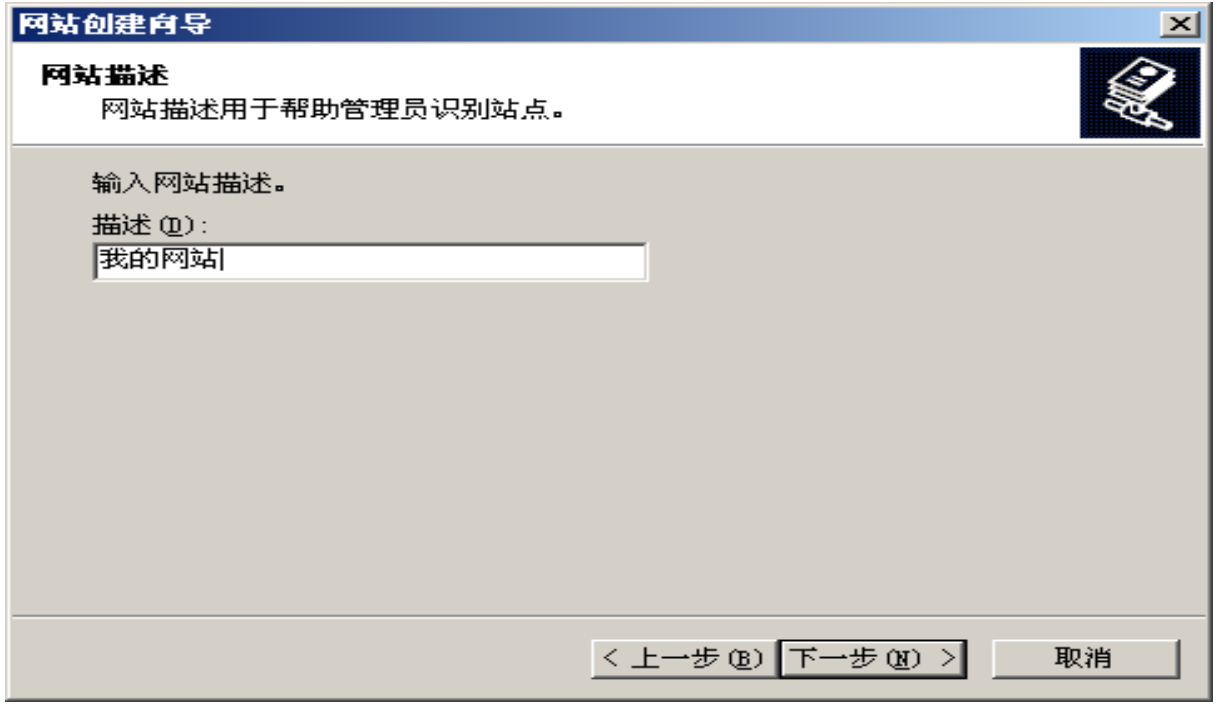 网站创建向导
网站描述
网站描述用于帮助管理员识别站点。
输入网站描述。
描述(D):
我的网站
< 上一步(B) 下一步(N) > 取消